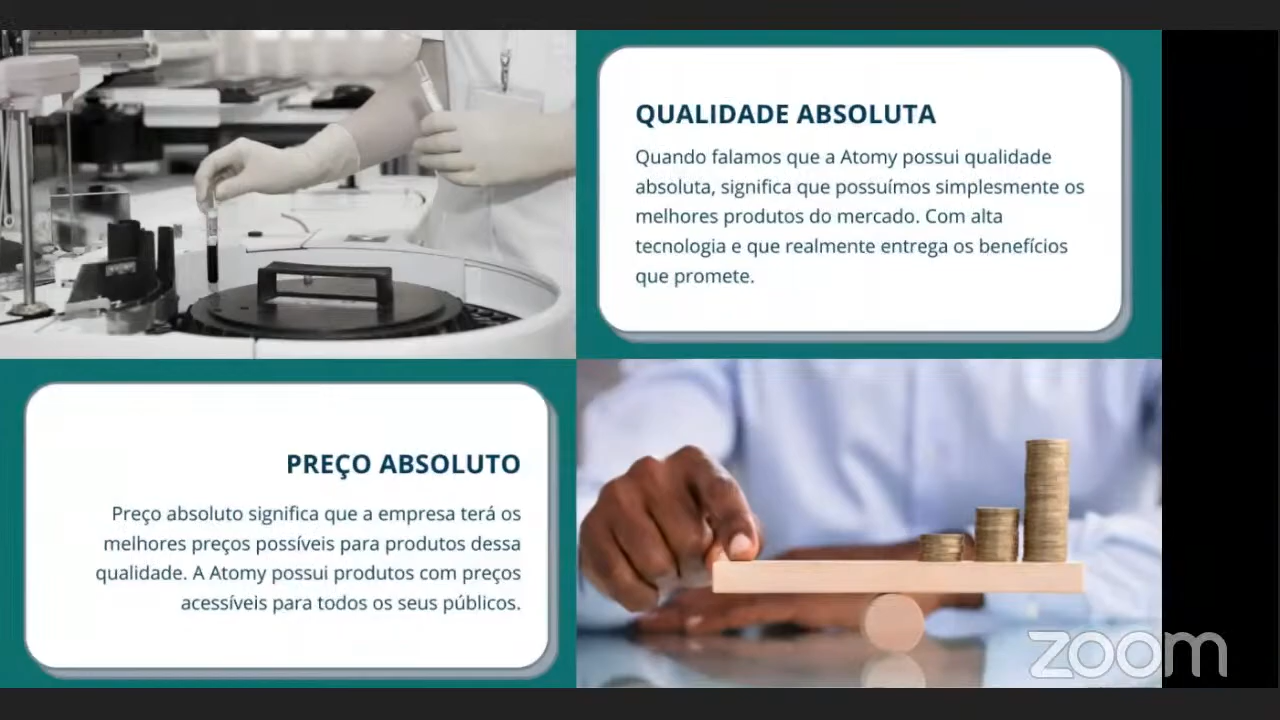 QUALIDADE ABSOLUTA
Quando falamos que a Atomy possui qualidade
absoluta, significa que possuímos simplesmente os
melhores produtos do mercado. Com alta
tecnologia e que realmente entrega os benefícios
que promete.
PREÇO ABSOLUTO
Preço absoluto significa que a empresa terá os
melhores preços possíveis para produtos dessa
qualidade. A Atomy possui produtos com preços
acessíveis para todos os seus públicos.
zoom